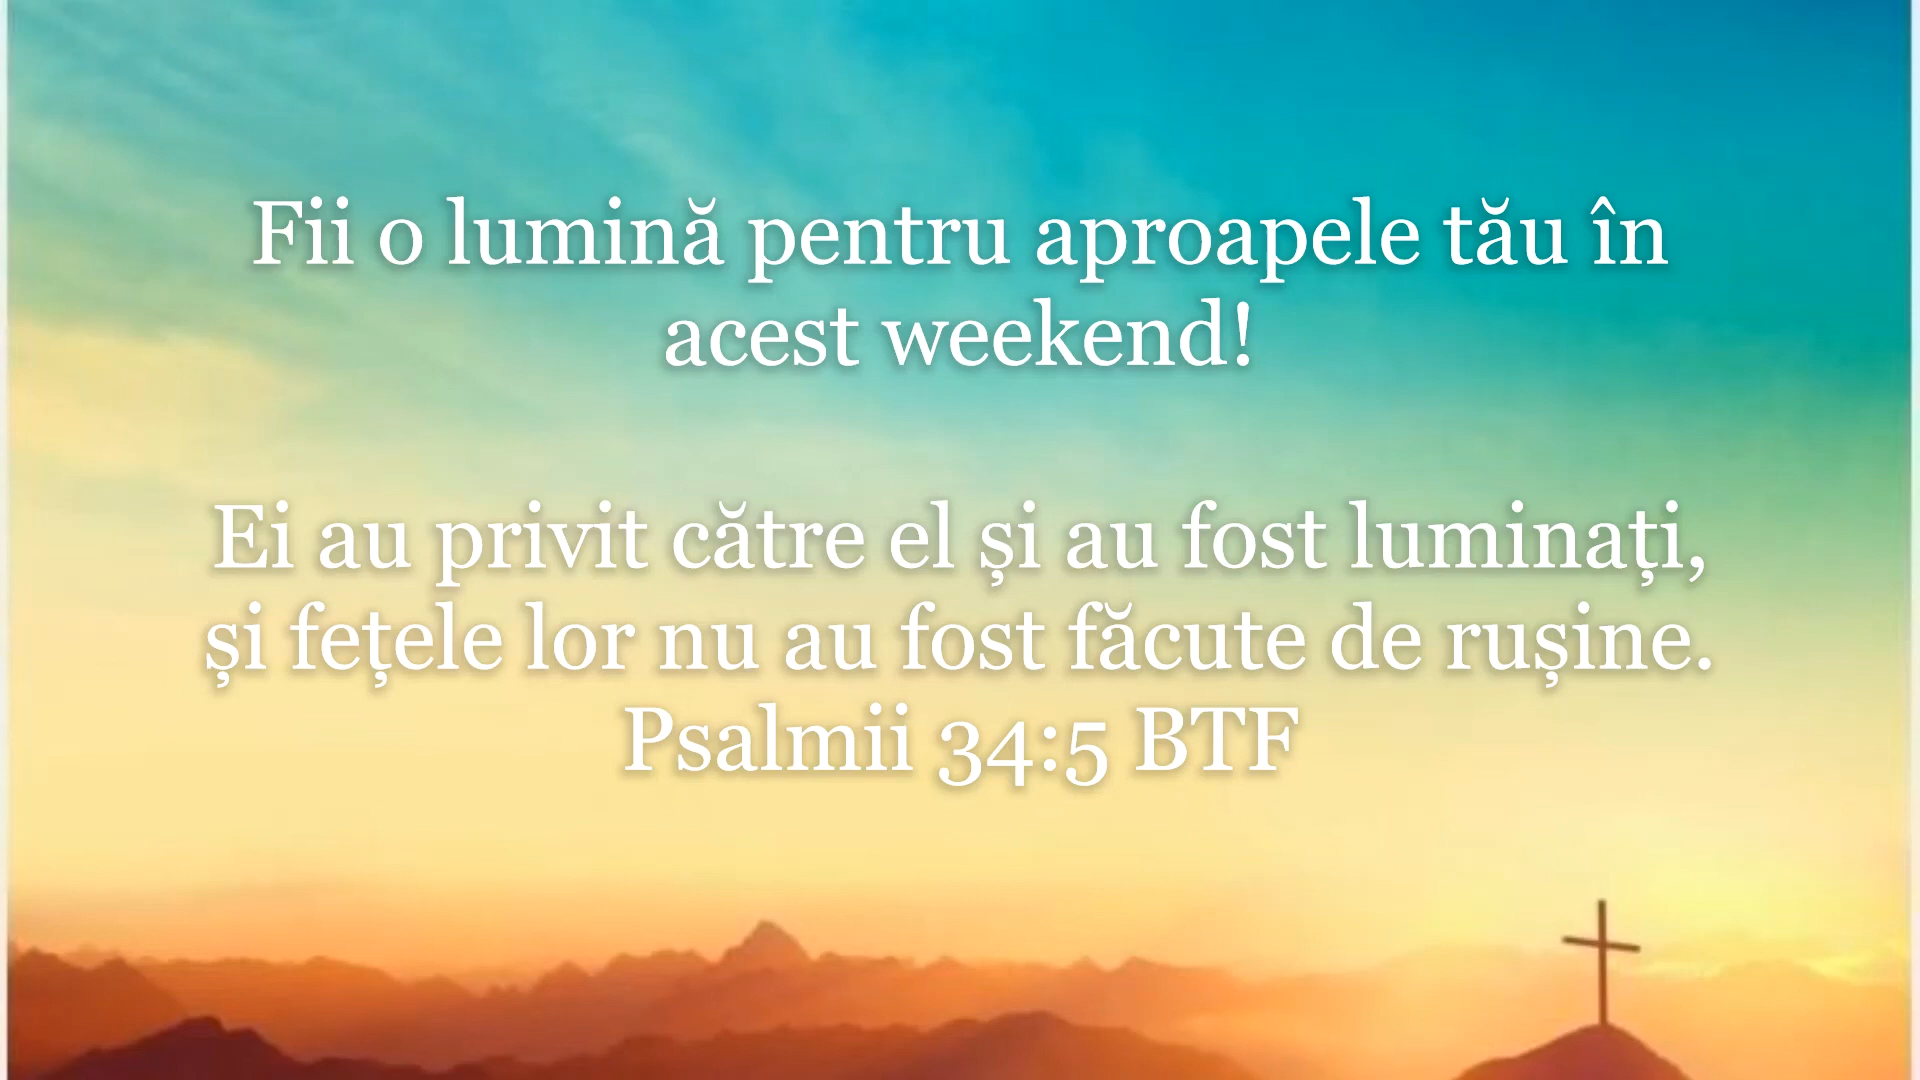 Fii o lumină pentru aproapele tău în
acest weekend!
Ei au privit către el și au fost luminați,
și fețele lor nu au fost făcute de rușine.
Psalmii 34:5 BTF